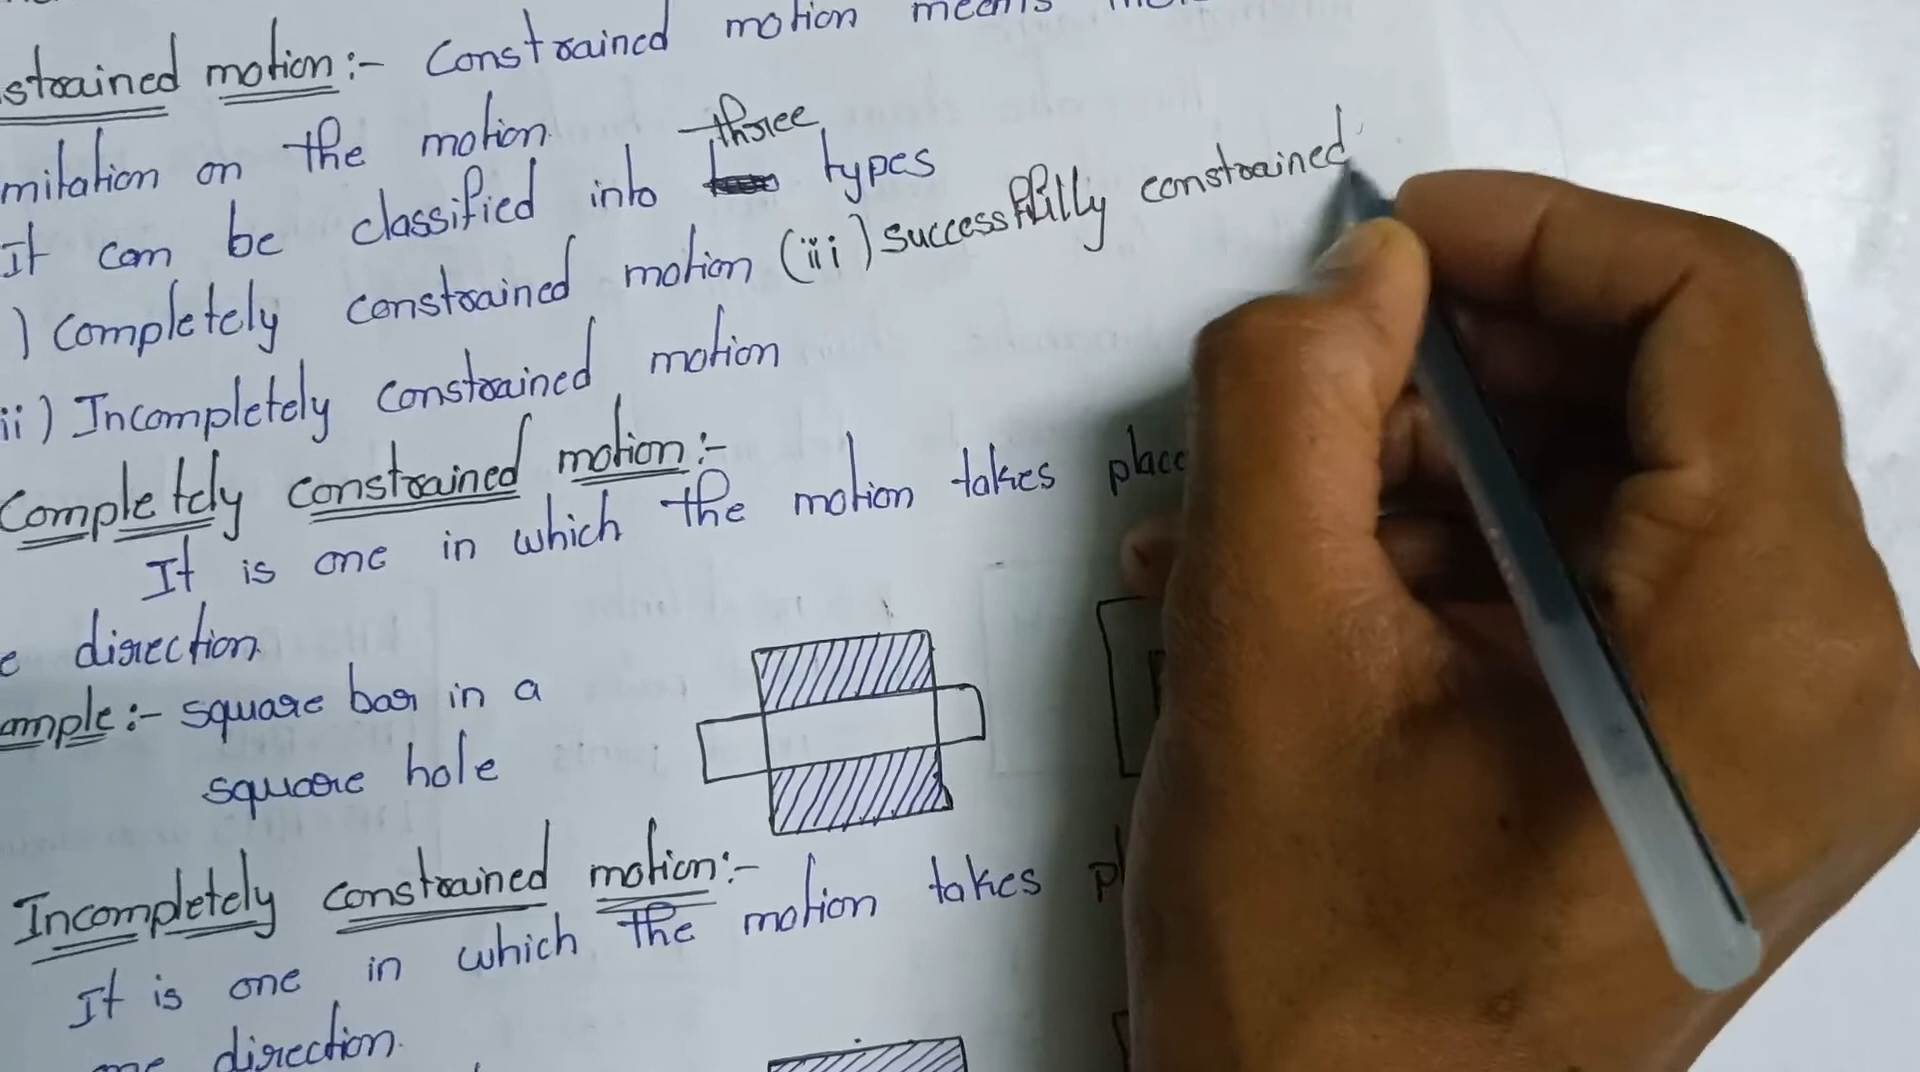 strained motion:- Constrained motion means
mitation on the motion.
three
It can be classified into types
) Completely constrained motion (iii) successfully constrained
ii) Incompletely constrained motion
Completely constrained motion:-
It is one in which the motion takes place
e direction.
ample:- square bar in a
square hole
Incompletely constrained motion:-
It is one in which the motion takes
direction.